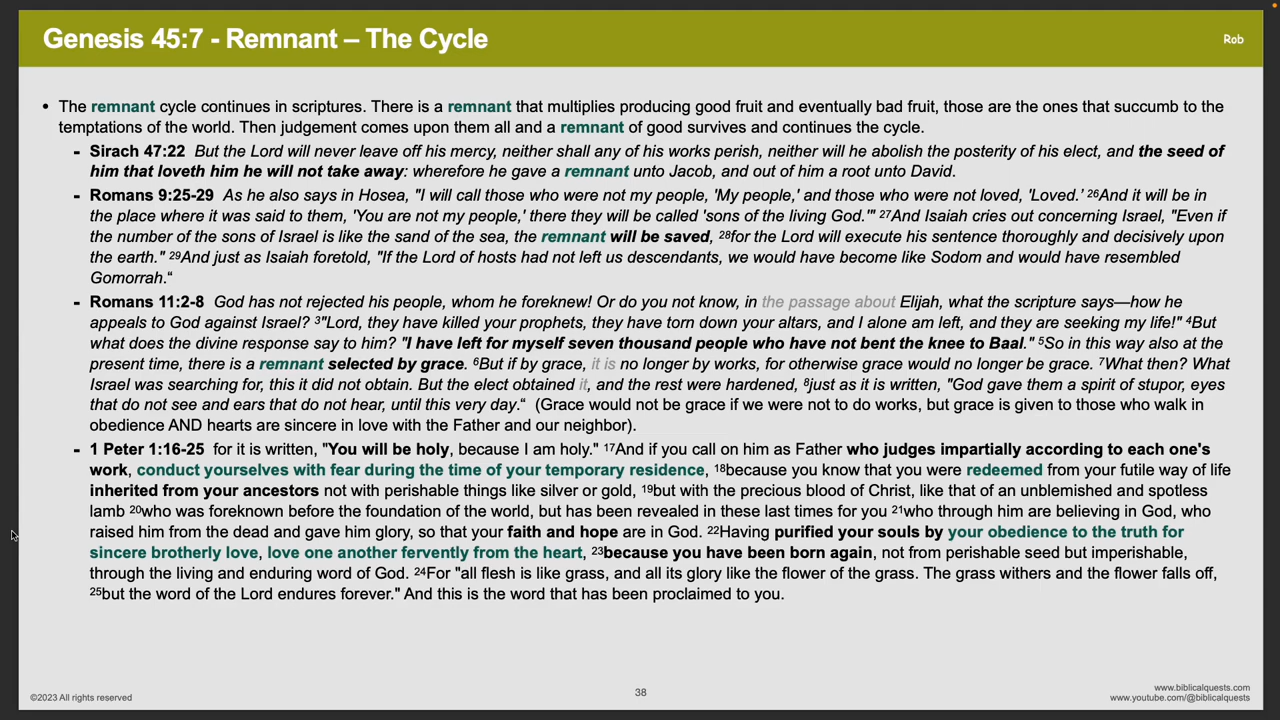 Genesis 45:7 - Remnant – The Cycle
Rob
• The remnant cycle continues in scriptures. There is a remnant that multiplies producing good fruit and eventually bad fruit, those are the ones that succumb to the
temptations of the world. Then judgement comes upon them all and a remnant of good survives and continues the cycle.
- Sirach 47:22 But the Lord will never leave off his mercy, neither shall any of his works perish, neither will he abolish the posterity of his elect, and the seed of
him that loveth him he will not take away: wherefore he gave a remnant unto Jacob, and out of him a root unto David.
- Romans 9:25-29 As he also says in Hosea, "I will call those who were not my people, 'My people,' and those who were not loved, 'Loved.’ ²⁶And it will be in
the place where it was said to them, 'You are not my people,' there they will be called 'sons of the living God.'" ²⁷And Isaiah cries out concerning Israel, "Even if
the number of the sons of Israel is like the sand of the sea, the remnant will be saved, ²⁸for the Lord will execute his sentence thoroughly and decisively upon
the earth." ²⁹And just as Isaiah foretold, "If the Lord of hosts had not left us descendants, we would have become like Sodom and would have resembled
Gomorrah.“
- Romans 11:2-8 God has not rejected his people, whom he foreknew! Or do you not know, in the passage about Elijah, what the scripture says—how he
appeals to God against Israel? ³"Lord, they have killed your prophets, they have torn down your altars, and I alone am left, and they are seeking my life!" ⁴But
what does the divine response say to him? "I have left for myself seven thousand people who have not bent the knee to Baal." ⁵So in this way also at the
present time, there is a remnant selected by grace. ⁶But if by grace, it is no longer by works, for otherwise grace would no longer be grace. ⁷What then? What
Israel was searching for, this it did not obtain. But the elect obtained it, and the rest were hardened, ⁸just as it is written, "God gave them a spirit of stupor, eyes
that do not see and ears that do not hear, until this very day.“ (Grace would not be grace if we were not to do works, but grace is given to those who walk in
obedience AND hearts are sincere in love with the Father and our neighbor).
- 1 Peter 1:16-25 for it is written, "You will be holy, because I am holy." ¹⁷And if you call on him as Father who judges impartially according to each one's
work, conduct yourselves with fear during the time of your temporary residence, ¹⁸because you know that you were redeemed from your futile way of life
inherited from your ancestors not with perishable things like silver or gold, ¹⁹but with the precious blood of Christ, like that of an unblemished and spotless
lamb ²⁰who was foreknown before the foundation of the world, but has been revealed in these last times for you ²¹who through him are believing in God, who
raised him from the dead and gave him glory, so that your faith and hope are in God. ²²Having purified your souls by your obedience to the truth for
sincere brotherly love, love one another fervently from the heart, ²³because you have been born again, not from perishable seed but imperishable,
through the living and enduring word of God. ²⁴For "all flesh is like grass, and all its glory like the flower of the grass. The grass withers and the flower falls off,
²⁵but the word of the Lord endures forever." And this is the word that has been proclaimed to you.
©2023 All rights reserved
38
www.biblicalquests.com
www.youtube.com/@biblicalquests